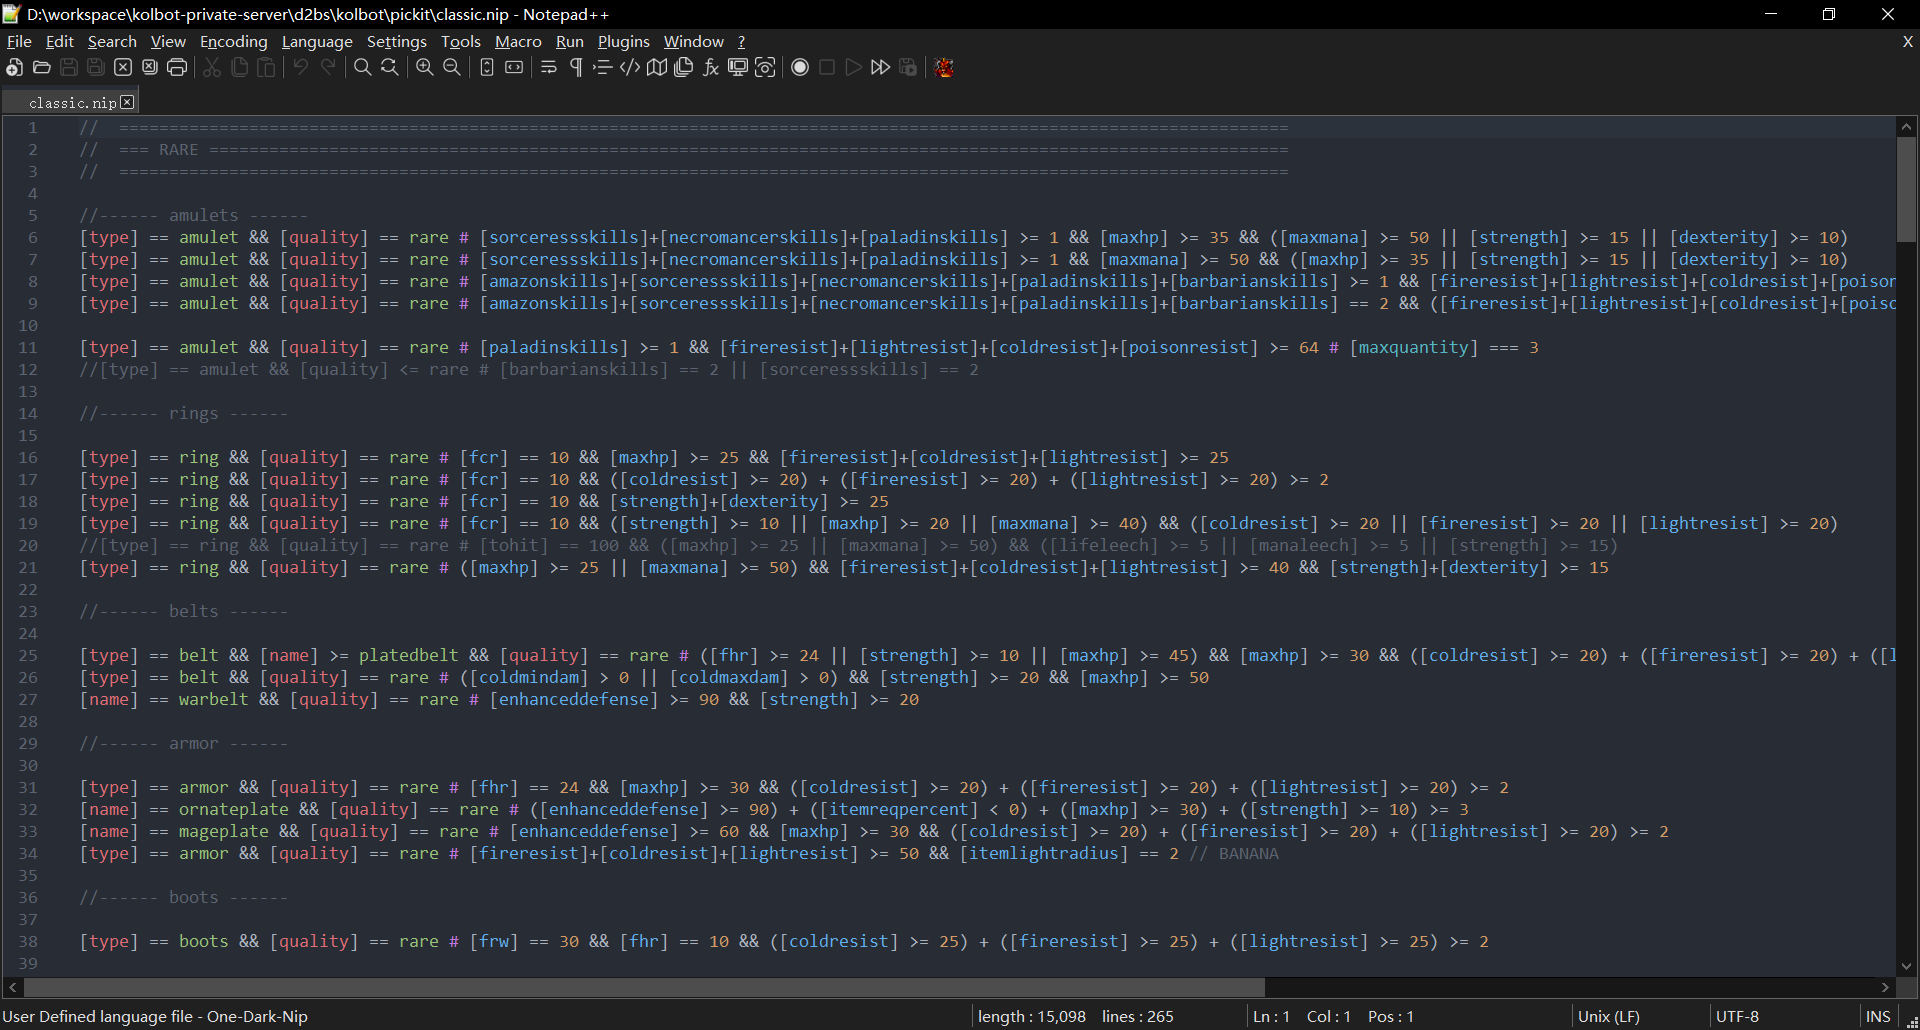 D:\workspace\kolbot-private-server\d2bs\kolbot\pickit\classic.nip - Notepad++
File Edit Search View Encoding Language Settings Tools Macro Run Plugins Window ? X
classic.nip
1 // =====================================================================================================================
2 // === RARE ============================================================================================================
3 // =====================================================================================================================
4
5 //------ amulets ------
6 [type] == amulet && [quality] == rare # [sorceressskills]+[necromancerskills]+[paladinskills] >= 1 && [maxhp] >= 35 && ([maxmana] >= 50 || [strength] >= 15 || [dexterity] >= 10)
7 [type] == amulet && [quality] == rare # [sorceressskills]+[necromancerskills]+[paladinskills] >= 1 && [maxmana] >= 50 && ([maxhp] >= 35 || [strength] >= 15 || [dexterity] >= 10)
8 [type] == amulet && [quality] == rare # [amazonskills]+[sorceressskills]+[necromancerskills]+[paladinskills]+[barbarianskills] >= 1 && [fireresist]+[lightresist]+[coldresist]+[poisor
9 [type] == amulet && [quality] == rare # [amazonskills]+[sorceressskills]+[necromancerskills]+[paladinskills]+[barbarianskills] == 2 && ([fireresist]+[lightresist]+[coldresist]+[poisc
10
11 [type] == amulet && [quality] == rare # [paladinskills] >= 1 && [fireresist]+[lightresist]+[coldresist]+[poisonresist] >= 64 # [maxquantity] === 3
12 //[type] == amulet && [quality] <= rare # [barbarianskills] == 2 || [sorceressskills] == 2
13
14 //------ rings ------
15
16 [type] == ring && [quality] == rare # [fcr] == 10 && [maxhp] >= 25 && [fireresist]+[coldresist]+[lightresist] >= 25
17 [type] == ring && [quality] == rare # [fcr] == 10 && ([coldresist] >= 20) + ([fireresist] >= 20) + ([lightresist] >= 20) >= 2
18 [type] == ring && [quality] == rare # [fcr] == 10 && [strength]+[dexterity] >= 25
19 [type] == ring && [quality] == rare # [fcr] == 10 && ([strength] >= 10 || [maxhp] >= 20 || [maxmana] >= 40) && ([coldresist] >= 20 || [fireresist] >= 20 || [lightresist] >= 20)
20 //[type] == ring && [quality] == rare # [tohit] == 100 && ([maxhp] >= 25 || [maxmana] >= 50) && ([lifeleech] >= 5 || [manaleech] >= 5 || [strength] >= 15)
21 [type] == ring && [quality] == rare # ([maxhp] >= 25 || [maxmana] >= 50) && [fireresist]+[coldresist]+[lightresist] >= 40 && [strength]+[dexterity] >= 15
22
23 //------ belts ------
24
25 [type] == belt && [name] >= platedbelt && [quality] == rare # ([fhr] >= 24 || [strength] >= 10 || [maxhp] >= 45) && [maxhp] >= 30 && ([coldresist] >= 20) + ([fireresist] >= 20) + ([l
26 [type] == belt && [quality] == rare # ([coldmindam] > 0 || [coldmaxdam] > 0) && [strength] >= 20 && [maxhp] >= 50
27 [name] == warbelt && [quality] == rare # [enhanceddefense] >= 90 && [strength] >= 20
28
29 //------ armor ------
30
31 [type] == armor && [quality] == rare # [fhr] == 24 && [maxhp] >= 30 && ([coldresist] >= 20) + ([fireresist] >= 20) + ([lightresist] >= 20) >= 2
32 [name] == ornateplate && [quality] == rare # ([enhanceddefense] >= 90) + ([itemreqpercent] < 0) + ([maxhp] >= 30) + ([strength] >= 10) >= 3
33 [name] == mageplate && [quality] == rare # [enhanceddefense] >= 60 && [maxhp] >= 30 && ([coldresist] >= 20) + ([fireresist] >= 20) + ([lightresist] >= 20) >= 2
34 [type] == armor && [quality] == rare # [fireresist]+[coldresist]+[lightresist] >= 50 && [itemlightradius] == 2 // BANANA
35
36 //------ boots ------
37
38 [type] == boots && [quality] == rare # [frw] == 30 && [fhr] == 10 && ([coldresist] >= 25) + ([fireresist] >= 25) + ([lightresist] >= 25) >= 2
39
User Defined language file - One-Dark-Nip length : 15,098 lines : 265 Ln : 1 Col : 1 Pos : 1 Unix (LF) UTF-8 INS